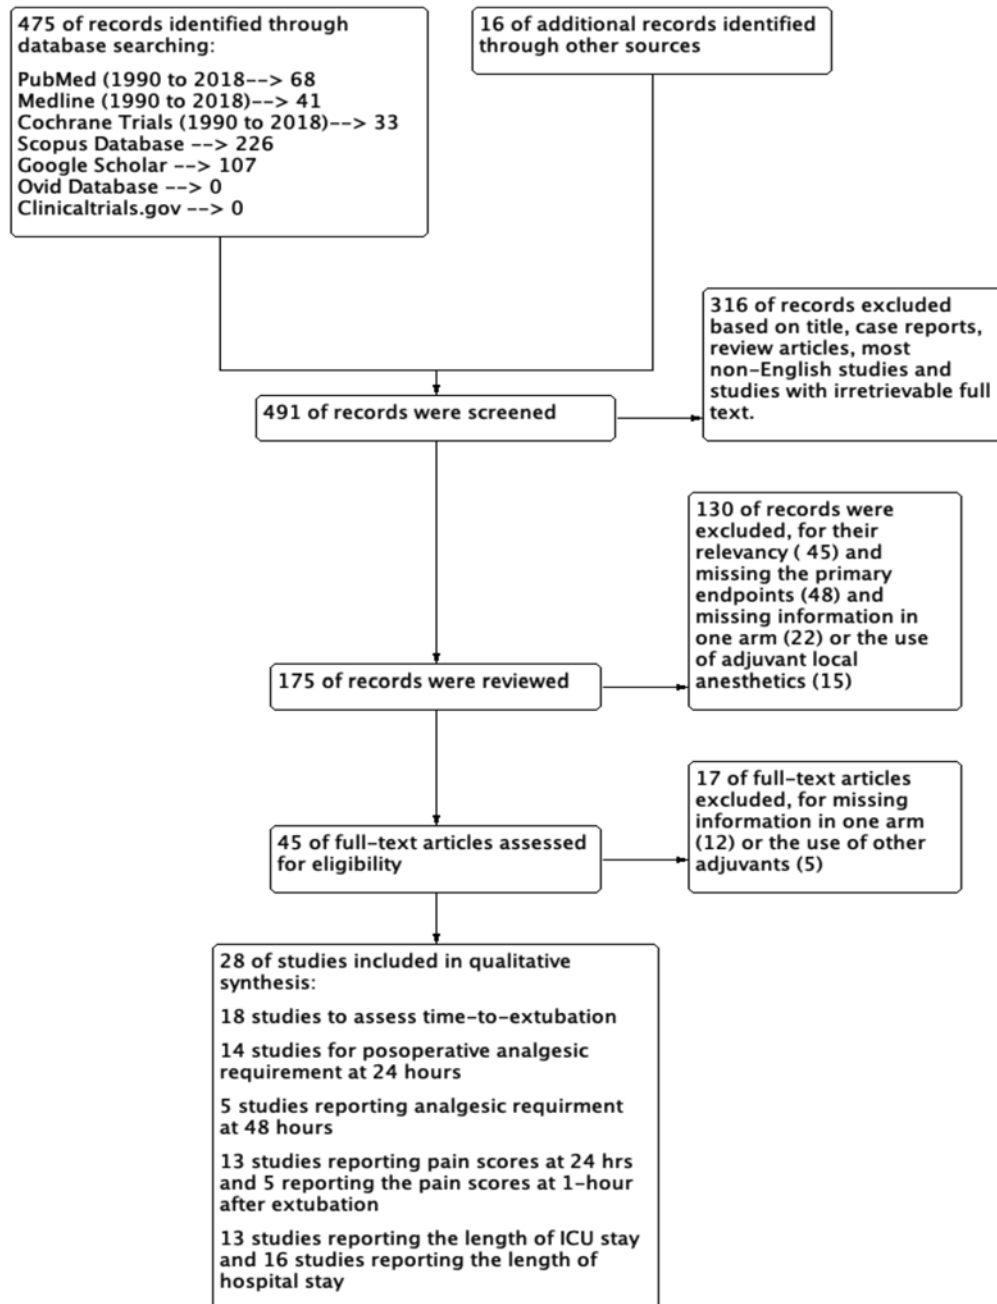 475 of records identified through
database searching:
PubMed (1990 to 2018--> 68
Medline (1990 to 2018)--> 41
Cochrane Trials (1990 to 2018)--> 33
Scopus Database --> 226
Google Scholar --> 107
Ovid Database --> 0
Clinicaltrials.gov --> 0
16 of additional records identified
through other sources
316 of records excluded
based on title, case reports,
review articles, most
non-English studies and
studies with irretrievable full
text.
491 of records were screened
130 of records were
excluded, for their
relevancy ( 45) and
missing the primary
endpoints (48) and
missing information in
one arm (22) or the use
of adjuvant local
anesthetics (15)
175 of records were reviewed
17 of full-text articles
excluded, for missing
information in one arm
(12) or the use of other
adjuvants (5)
45 of full-text articles assessed
for eligibility
28 of studies included in qualitative
synthesis:
18 studies to assess time-to-extubation
14 studies for posoperative analgesic
requirement at 24 hours
5 studies reporting analgesic requirment
at 48 hours
13 studies reporting pain scores at 24 hrs
and 5 reporting the pain scores at 1-hour
after extubation
13 studies reporting the length of ICU stay
and 16 studies reporting the length of
hospital stay